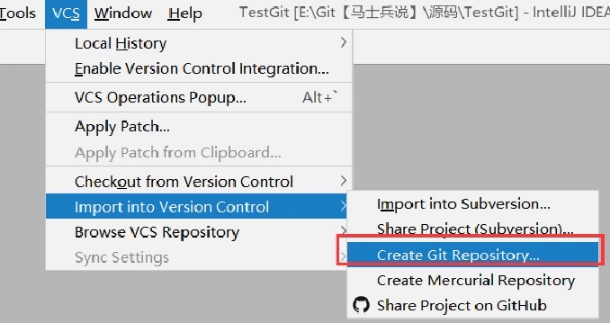 Tools VCS Window Help TestGit [E:\Git【马士兵说】\源码\TestGit] - IntelliJ IDEA
Local History
Enable Version Control Integration...
VCS Operations Popup... Alt+`
Apply Patch...
Apply Patch from Clipboard...
Checkout from Version Control
Import into Version Control
Browse VCS Repository
Sync Settings
Import into Subversion...
Share Project (Subversion)...
Create Git Repository...
Create Mercurial Repository
Share Project on GitHub